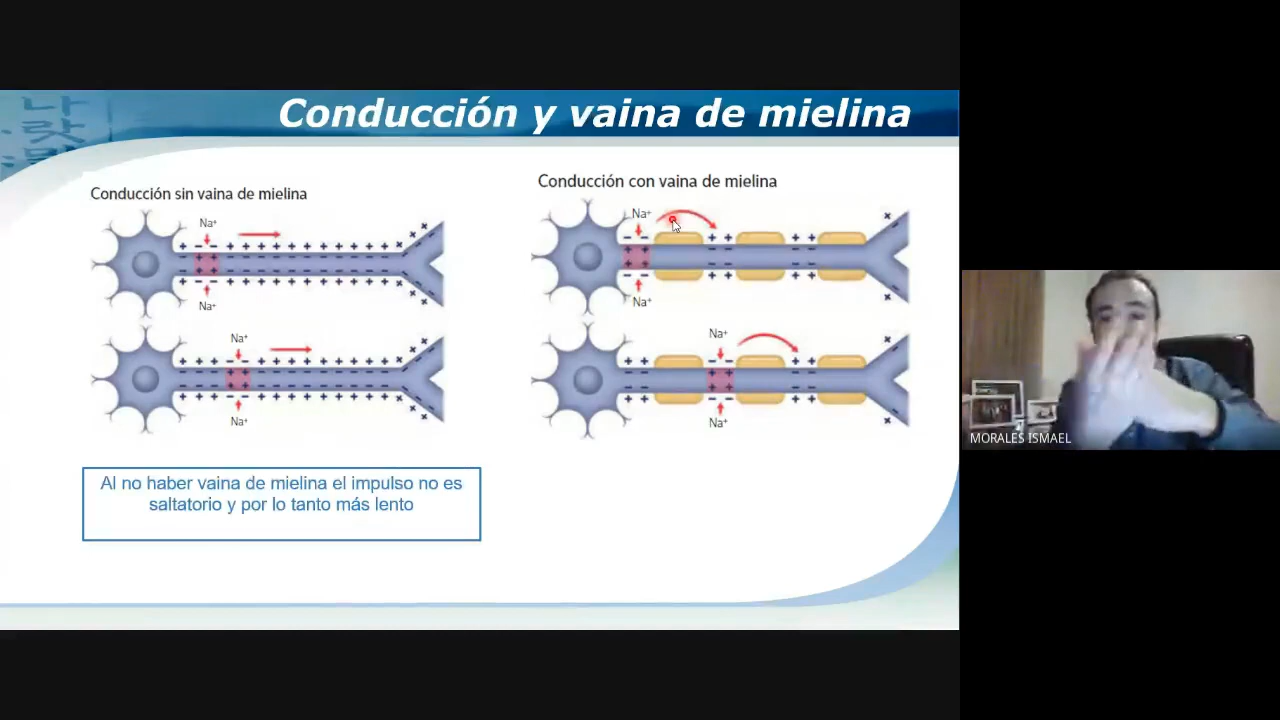 Conducción y vaina de mielina
Conducción sin vaina de mielina
Na⁺
Na⁺
Na⁺
Na⁺
Al no haber vaina de mielina el impulso no es
saltatorio y por lo tanto más lento
Conducción con vaina de mielina
Na⁺
Na⁺
Na⁺
Na⁺
MORALES ISMAEL